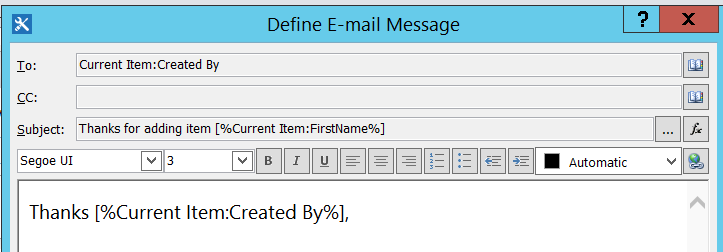 Define E-mail Message
? X
To: Current Item:Created By
CC:
Subject: Thanks for adding item [%Current Item:FirstName%] ... fx
Segoe UI 3 B I U Automatic
Thanks [%Current Item:Created By%],